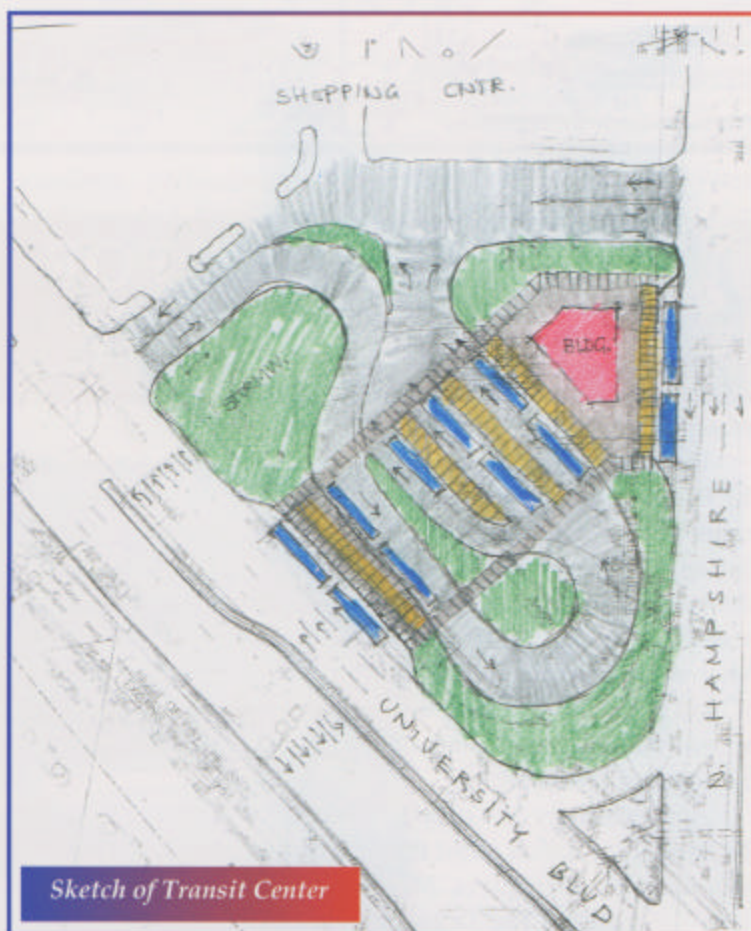 SHOPPING CNTR.
BLDG.
N. HAMPSHIRE
UNIVERSITY BLVD
Sketch of Transit Center